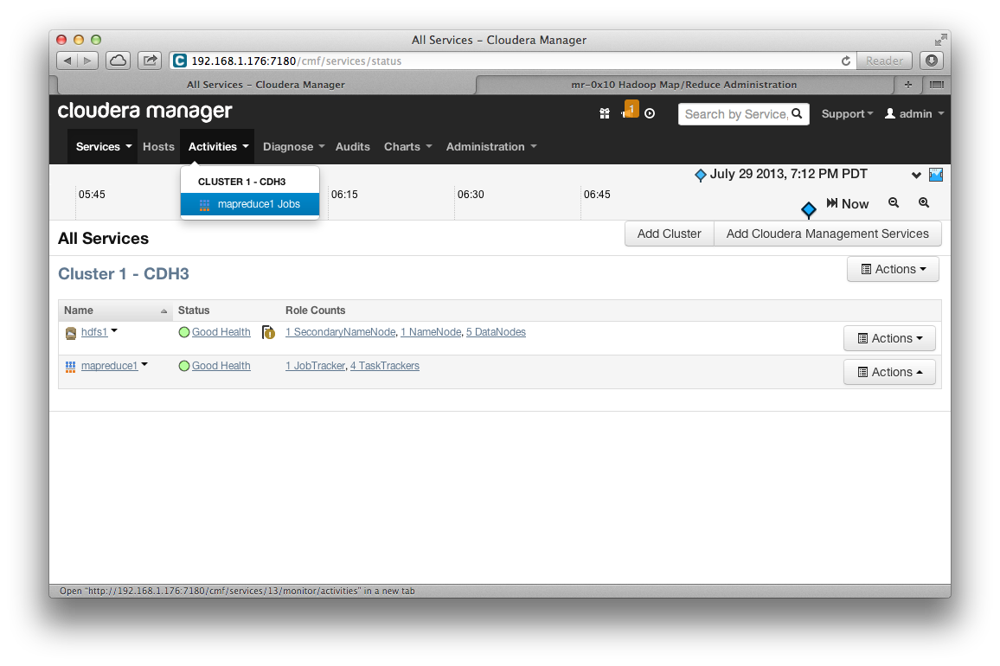 All Services – Cloudera Manager
192.168.1.176:7180/cmf/services/status
Reader
All Services – Cloudera Manager
mr-0x10 Hadoop Map/Reduce Administration
cloudera manager
1
Search by Service,
Support
admin
Services
Hosts
Activities
Diagnose
Audits
Charts
Administration
CLUSTER 1 - CDH3
mapreduce1 Jobs
July 29 2013, 7:12 PM PDT
05:45
06:15
06:30
06:45
Now
All Services
Add Cluster
Add Cloudera Management Services
Cluster 1 - CDH3
Actions
Name
Status
Role Counts
hdfs1
Good Health
1 SecondaryNameNode, 1 NameNode, 5 DataNodes
Actions
mapreduce1
Good Health
1 JobTracker, 4 TaskTrackers
Actions
Open "http://192.168.1.176:7180/cmf/services/13/monitor/activities" in a new tab